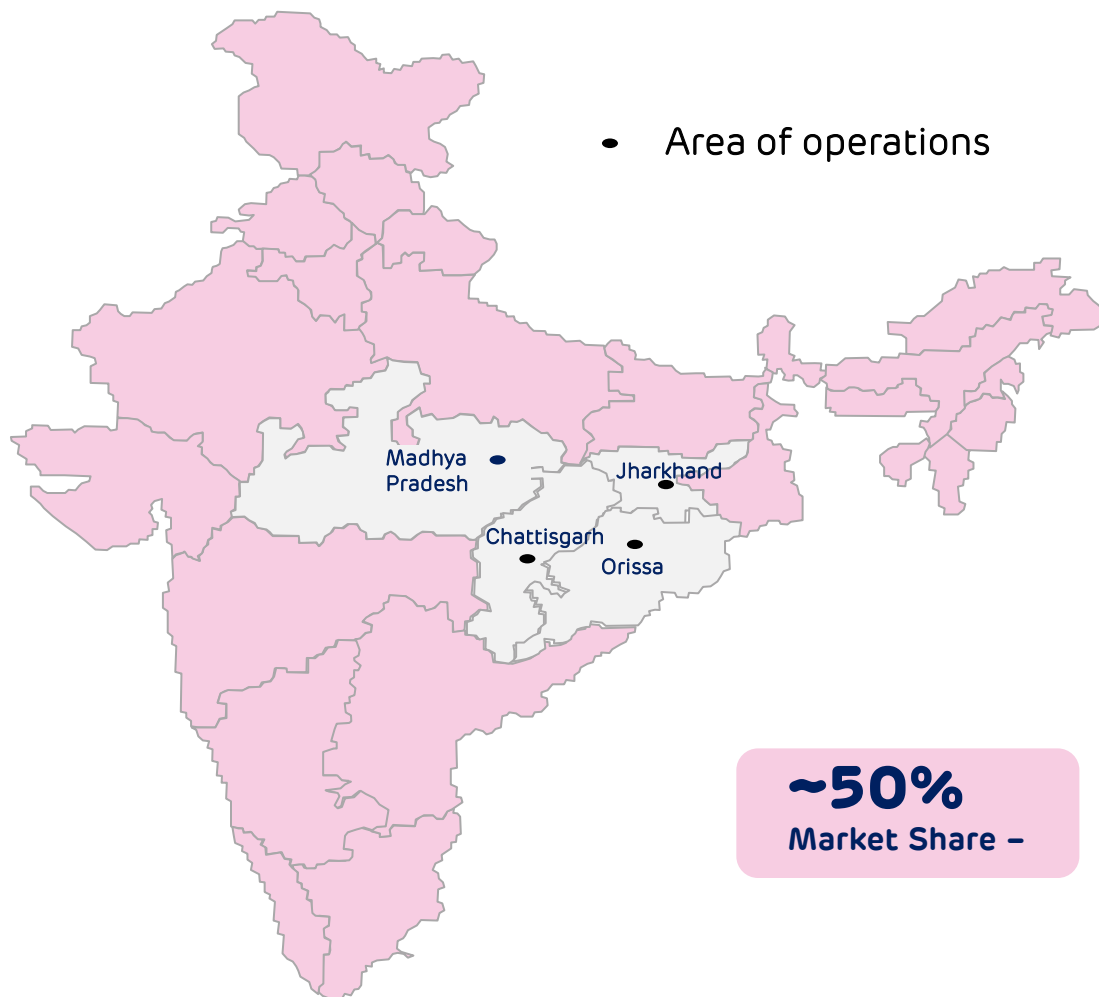 Area of operations
Madhya
Pradesh
Jharkhand
Chattisgarh
Orissa
~50%
Market Share –